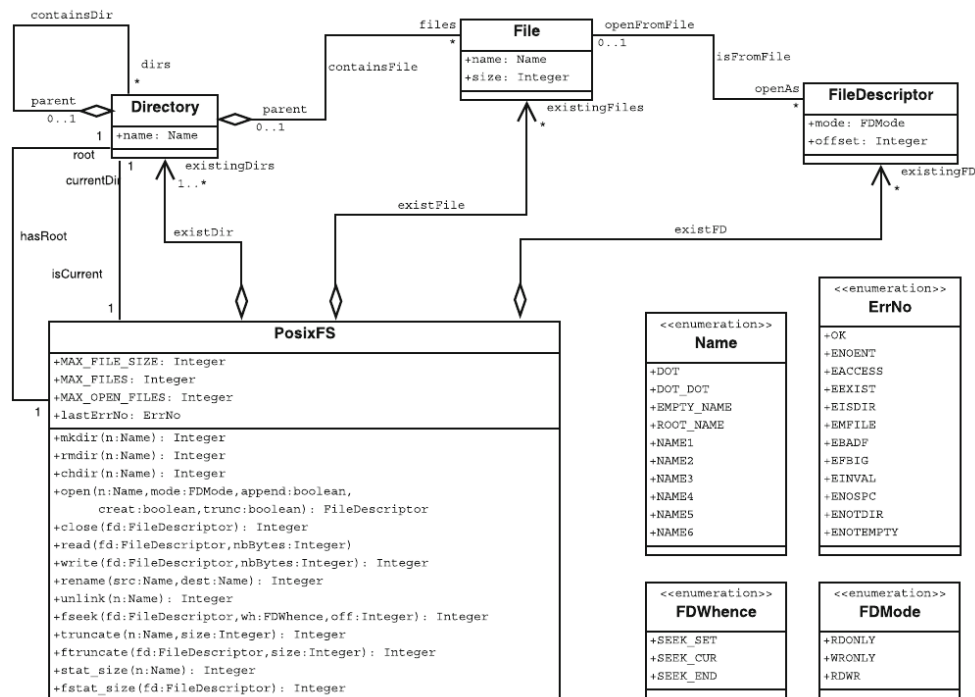 containsDir
dirs
*
parent
0..1
Directory
+name: Name
parent
0..1
containsFile
files
*
File
+name: Name
+size: Integer
openFromFile
0..1
isFromFile
openAs
*
FileDescriptor
+mode: FDMode
+offset: Integer
existingFiles
*
existingFD
*
1
root
1
currentDir
existingDirs
1..*
hasRoot
isCurrent
existDir
existFile
existFD
1
1
PosixFS
+MAX_FILE_SIZE: Integer
+MAX_FILES: Integer
+MAX_OPEN_FILES: Integer
+lastErrNo: ErrNo
+mkdir(n:Name): Integer
+rmdir(n:Name): Integer
+chdir(n:Name): Integer
+open(n:Name,mode:FDMode,append:boolean,
creat:boolean,trunc:boolean): FileDescriptor
+close(fd:FileDescriptor): Integer
+read(fd:FileDescriptor,nbBytes:Integer)
+write(fd:FileDescriptor,nbBytes:Integer): Integer
+rename(src:Name,dest:Name): Integer
+unlink(n:Name): Integer
+fseek(fd:FileDescriptor,wh:FDWhence,off:Integer): Integer
+truncate(n:Name,size:Integer): Integer
+ftruncate(fd:FileDescriptor,size:Integer): Integer
+stat_size(n:Name): Integer
+fstat_size(fd:FileDescriptor): Integer
<<enumeration>>
Name
+DOT
+DOT_DOT
+EMPTY_NAME
+ROOT_NAME
+NAME1
+NAME2
+NAME3
+NAME4
+NAME5
+NAME6
<<enumeration>>
ErrNo
+OK
+ENOENT
+EACCESS
+EEXIST
+EISDIR
+EMFILE
+EBADF
+EFBIG
+EINVAL
+ENOSPC
+ENOTDIR
+ENOTEMPTY
<<enumeration>>
FDWhence
+SEEK_SET
+SEEK_CUR
+SEEK_END
<<enumeration>>
FDMode
+RDONLY
+WRONLY
+RDWR